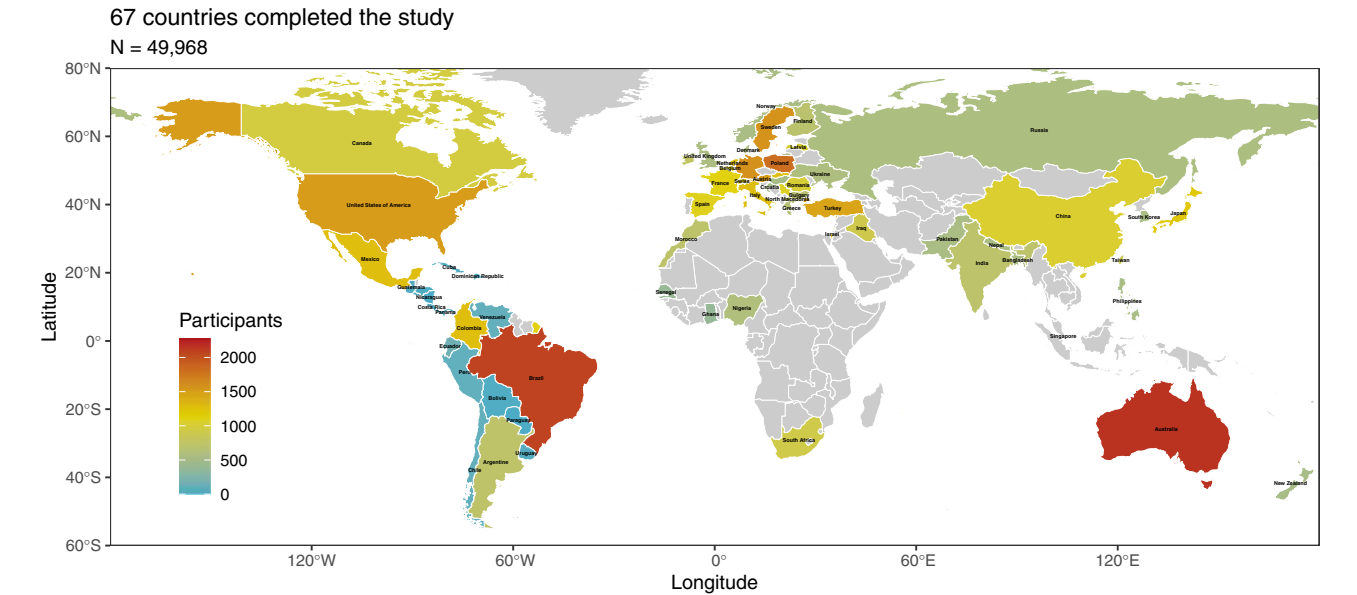 67 countries completed the study
N = 49,968
80°N
60°N
40°N
20°N
0°
20°S
40°S
60°S
Latitude
120°W
60°W
0°
60°E
120°E
Longitude
Participants
2000
1500
1000
500
0
Canada
United States of America
Mexico
Cuba
Dominican Republic
Guatemala
Nicaragua
Costa Rica
Panama
Venezuela
Colombia
Ecuador
Peru
Brasil
Bolivia
Paraguay
Uruguay
Argentine
Chile
Norway
Sweden
Finland
Denmark
Latvia
United Kingdom
Netherlands
Belgium
Poland
France
Swiss
Austria
Ukraine
Croatia
Romania
Italy
Bulgary
North Macedonia
Spain
Greece
Turkey
Morocco
Israel
Iraq
Senegal
Ghana
Nigeria
South Africa
Russia
China
South Korea
Japan
Pakistan
Nepal
India
Bangladesh
Taiwan
Philippines
Singapore
Australia
New Zealand